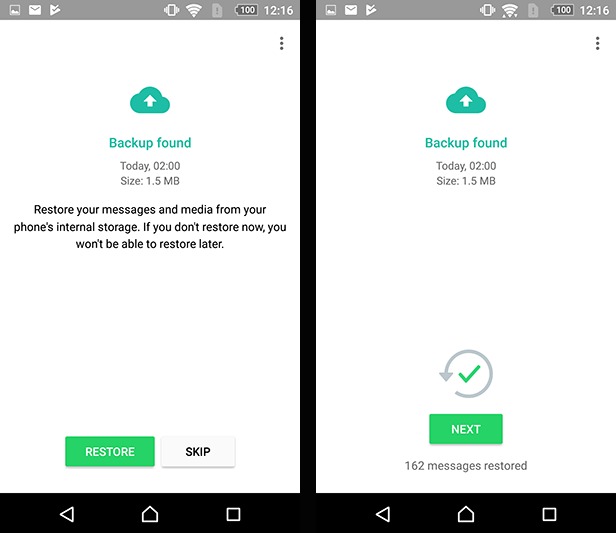 100 12:16
Backup found
Today, 02:00
Size: 1.5 MB
Restore your messages and media from your
phone's internal storage. If you don't restore now, you
won't be able to restore later.
RESTORE SKIP
100 12:16
Backup found
Today, 02:00
Size: 1.5 MB
NEXT
162 messages restored